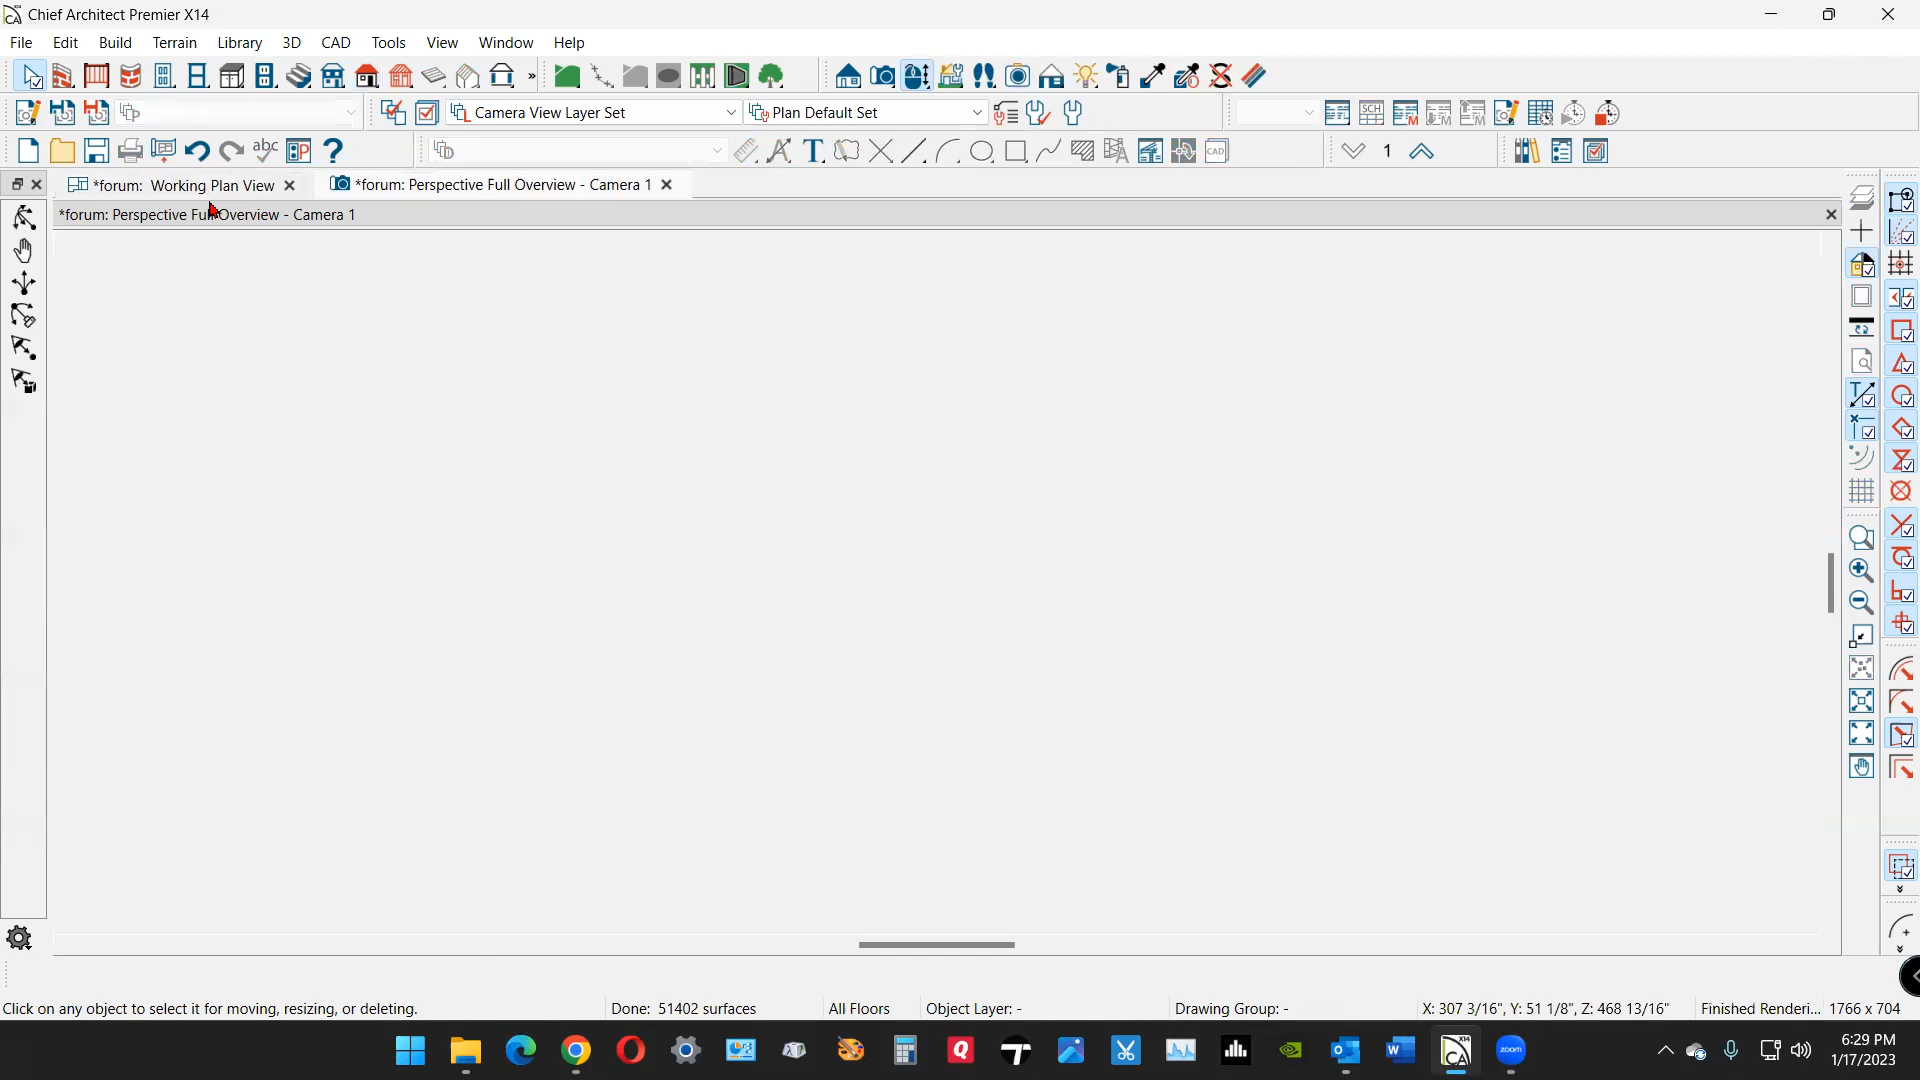 Chief Architect Premier X14
File Edit Build Terrain Library 3D CAD Tools View Window Help
Camera View Layer Set Plan Default Set
abc 1 CAD
*forum: Working Plan View *forum: Perspective Full Overview - Camera 1
*forum: Perspective Full Overview - Camera 1
Click on any object to select it for moving, resizing, or deleting. Done: 51402 surfaces All Floors Object Layer: - Drawing Group: - X: 307 3/16", Y: 51 1/8", Z: 468 13/16" Finished Renderi... 1766 x 704
zoom
6:29 PM
1/17/2023